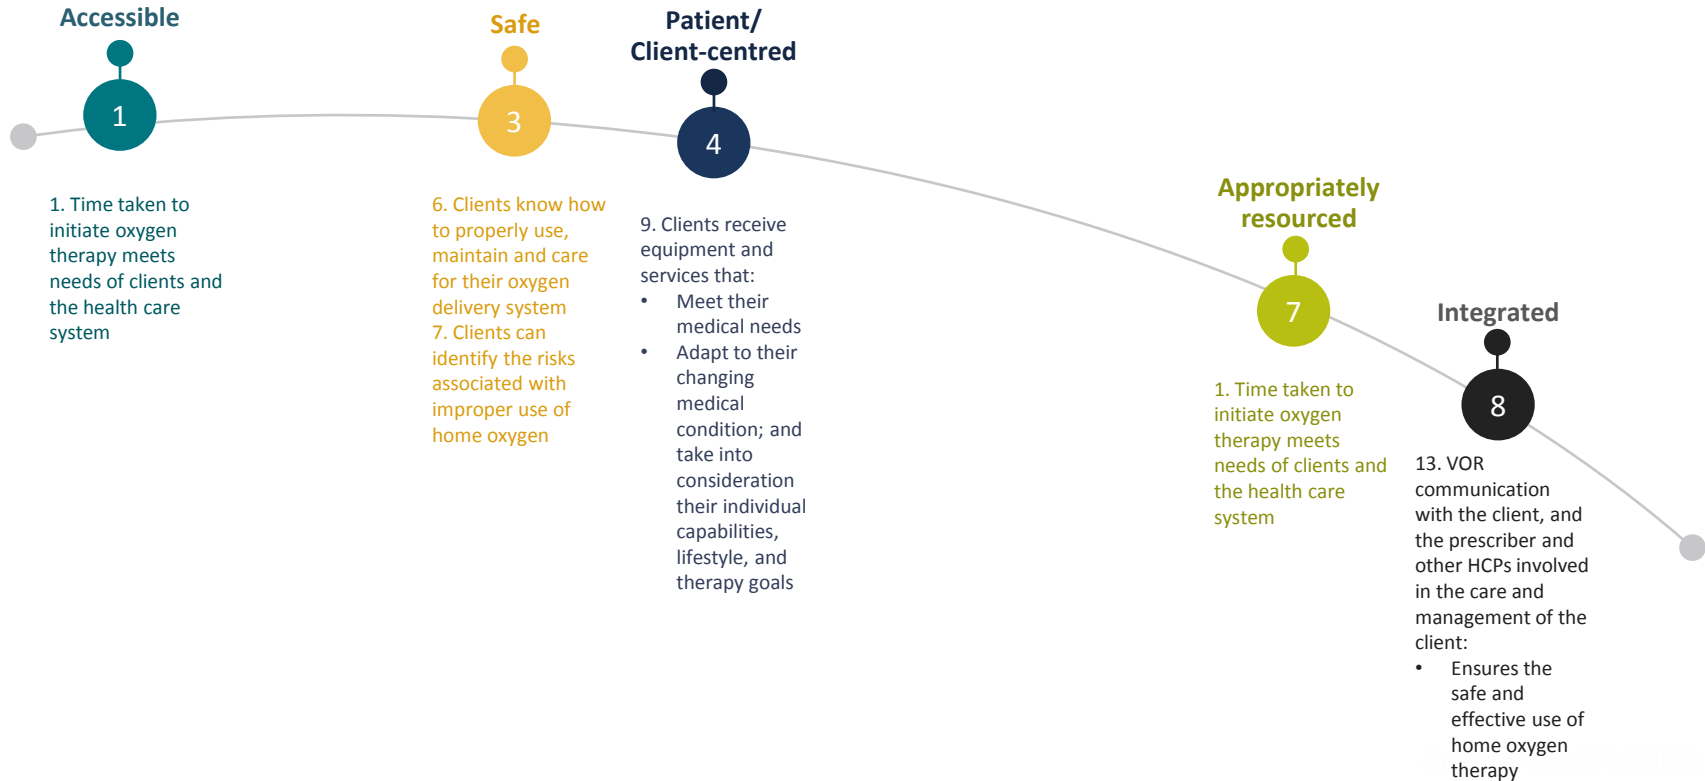 Accessible
1
1. Time taken to
initiate oxygen
therapy meets
needs of clients and
the health care
system
Safe
3
6. Clients know how
to properly use,
maintain and care
for their oxygen
delivery system
7. Clients can
identify the risks
associated with
improper use of
home oxygen
Patient/
Client-centred
4
9. Clients receive
equipment and
services that:
• Meet their
medical needs
• Adapt to their
changing
medical
condition; and
take into
consideration
their individual
capabilities,
lifestyle, and
therapy goals
Appropriately
resourced
7
1. Time taken to
initiate oxygen
therapy meets
needs of clients and
the health care
system
Integrated
8
13. VOR
communication
with the client, and
the prescriber and
other HCPs involved
in the care and
management of the
client:
• Ensures the
safe and
effective use of
home oxygen
therapy